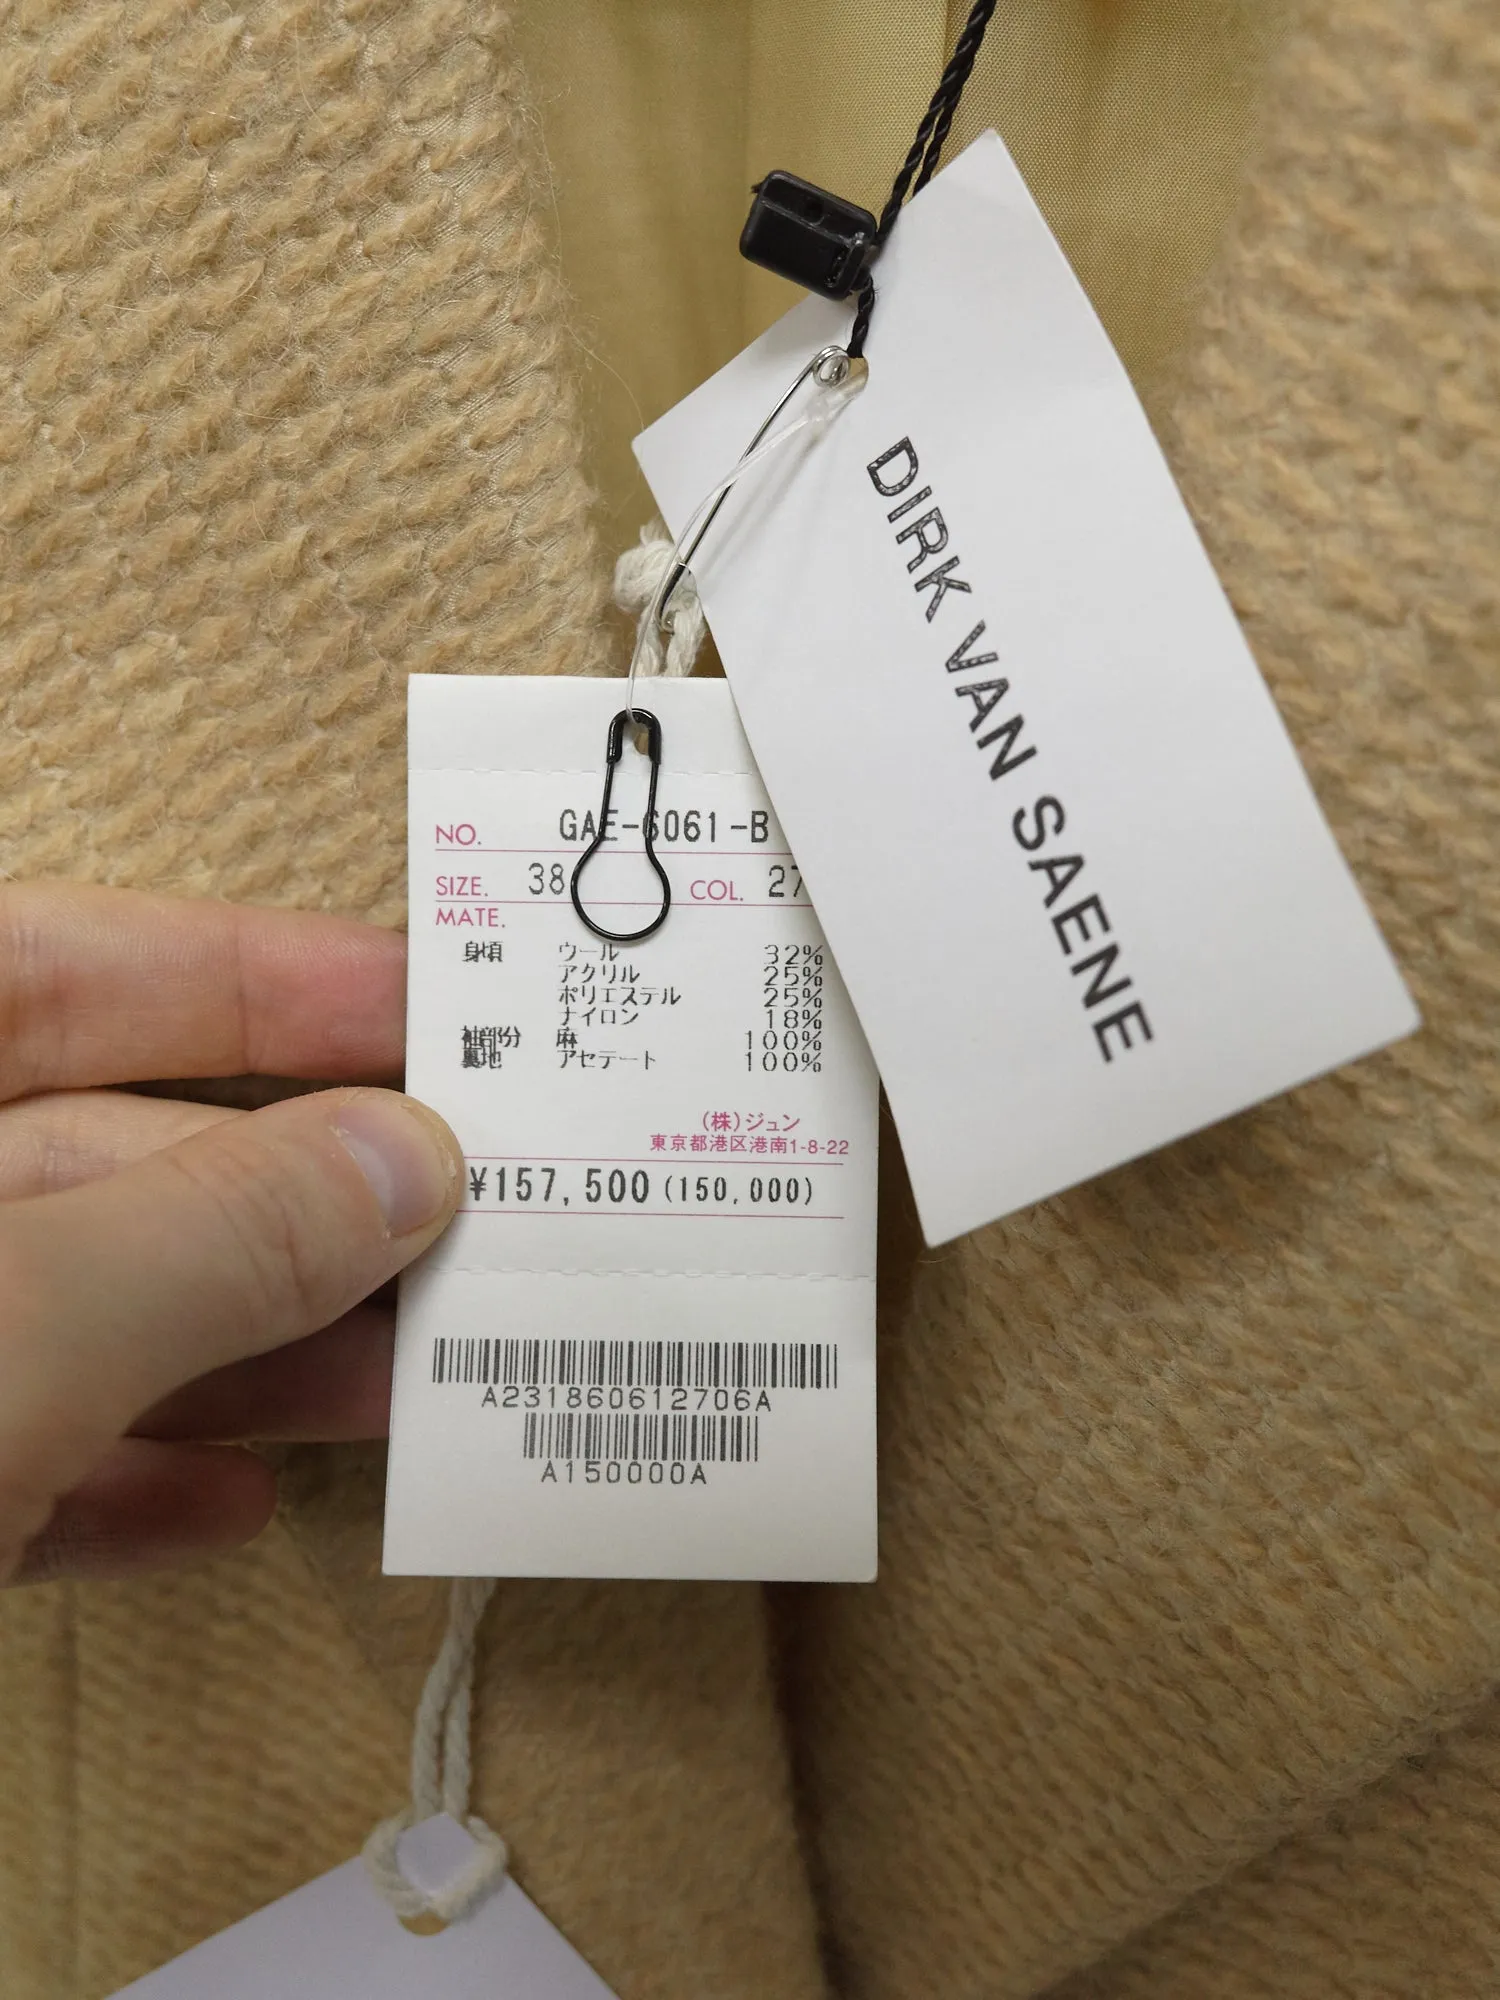 DIRK VAN SAENE
NO. GAE-6061-B
SIZE. 38 COL. 27
MATE.
身頃 ウール 32%
アクリル 25%
ポリエステル 25%
ナイロン 18%
袖部分 麻 100%
裏地 アセテート 100%
(株)ジュン
東京都港区港南1-8-22
¥157,500(150,000)
A231860612706A
A150000A